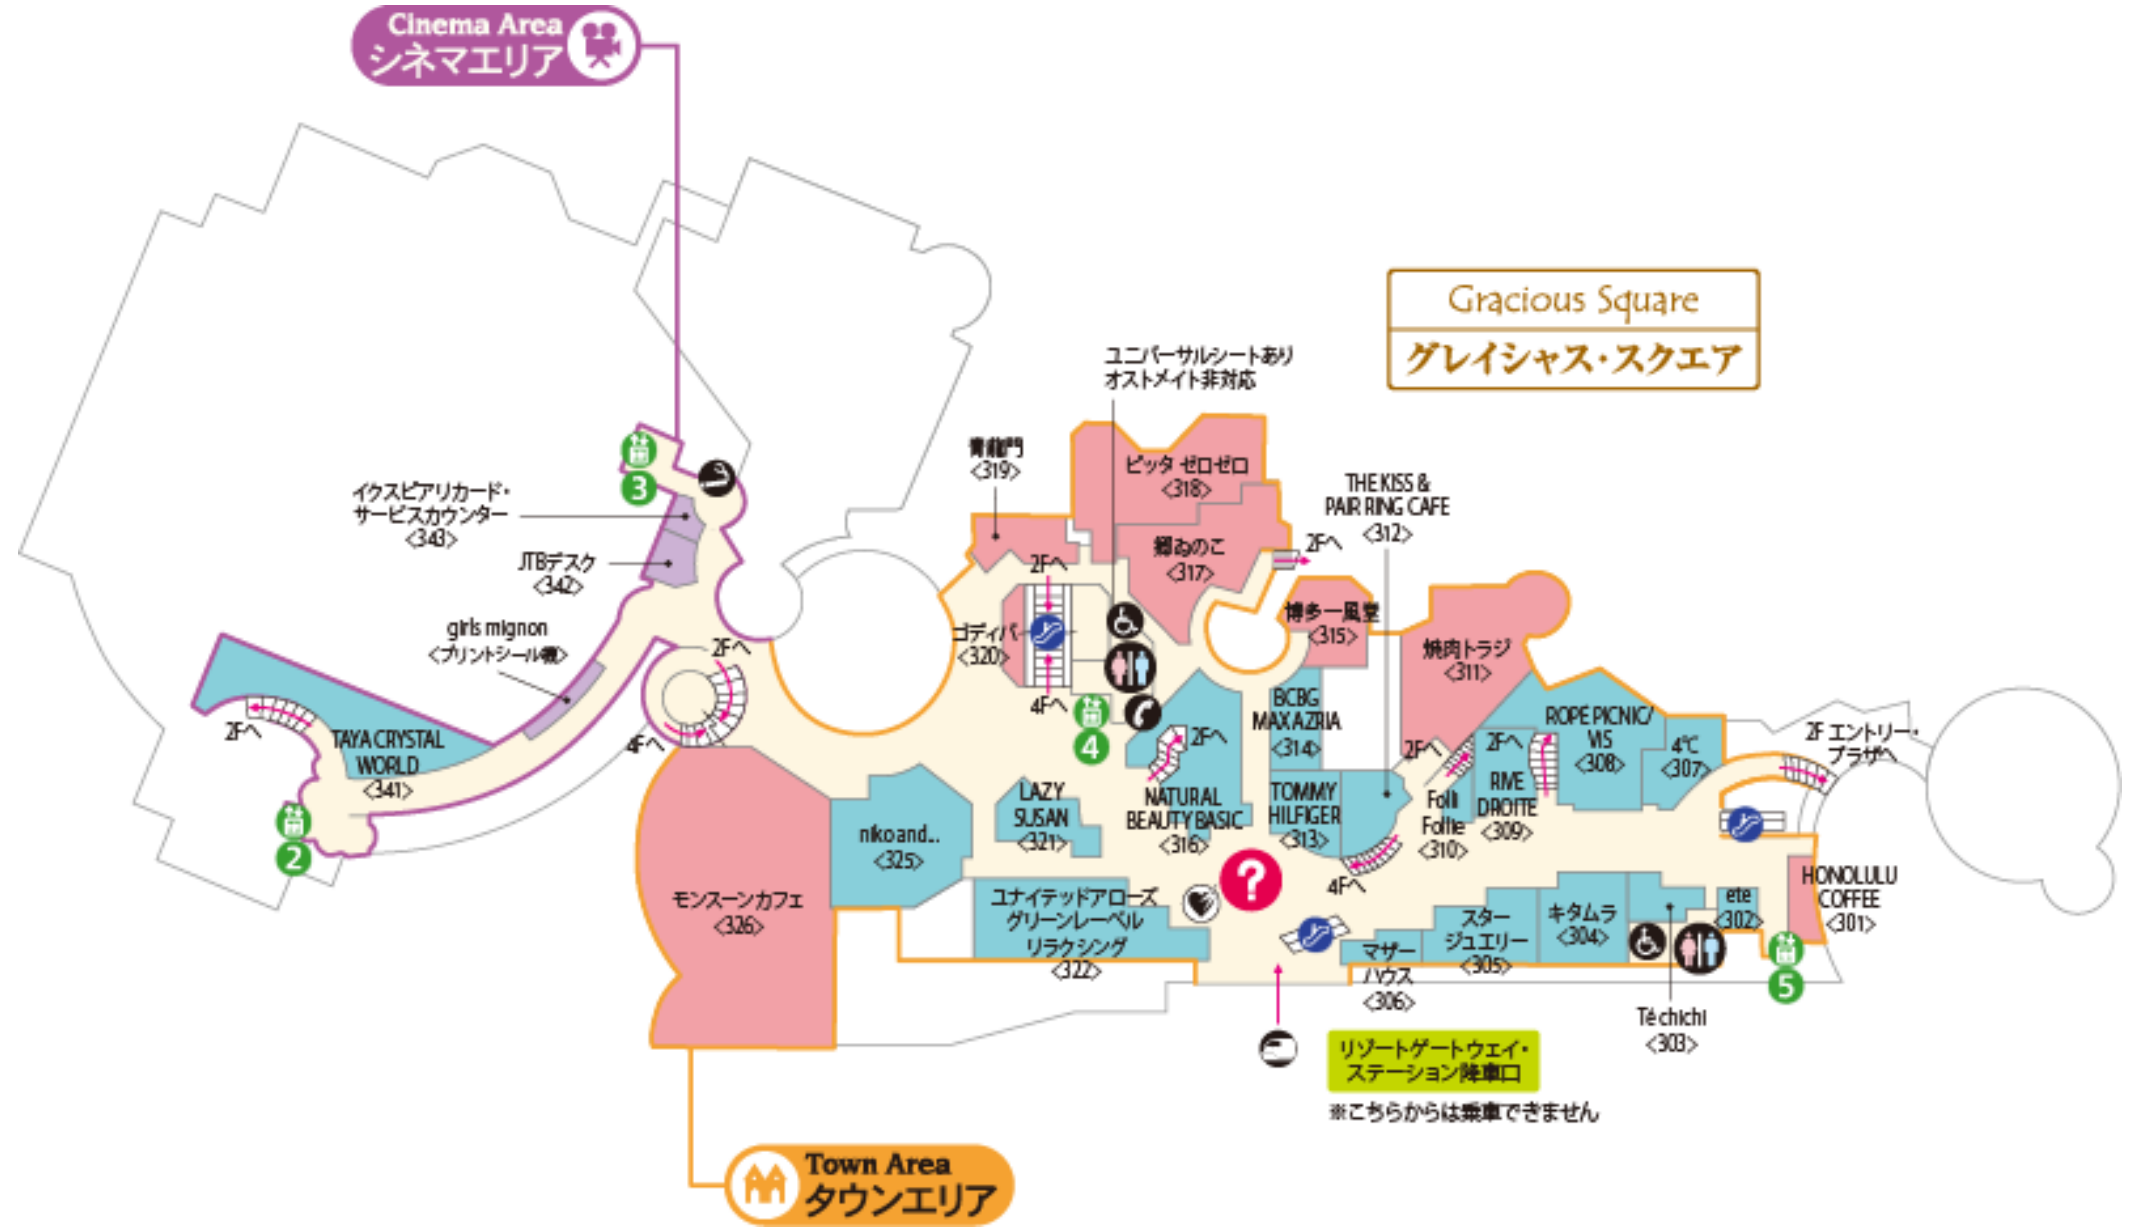 Cinema Area
シネマエリア
Gracious Square
グレイシャス・スクエア
ユニバーサルシートあり
オストメイト非対応
青龍門
<319>
ピッタ ゼロゼロ
<318>
THE KISS &
PAIR RING CAFE
<312>
イクスピアリカード・
サービスカウンター
<343>
3
郷ゐのこ
<317>
2Fへ
JTBデスク
<342>
2Fへ
博多一風堂
<315>
girls mignon
<プリントシール機>
ゴディバ
<320>
焼肉トラジ
<311>
2Fへ
4Fへ
BCBG
MAX AZRIA
<314>
ROPÉ PICNIC/
VIS
<308>
2F エントリー・
プラザへ
2Fへ
TAYA CRYSTAL
WORLD
<341>
4Fへ
4
2Fへ
2Fへ
2Fへ
4℃
<307>
LAZY
SUSAN
<321>
NATURAL
BEAUTY BASIC
<316>
TOMMY
HILFIGER
<313>
Folli
Follie
<310>
RIVE
DROITE
<309>
2
niko and...
<325>
?
4Fへ
モンスーンカフェ
<326>
ユナイテッドアローズ
グリーンレーベル
リラクシング
<322>
マザー
ハウス
<306>
スター
ジュエリー
<305>
キタムラ
<304>
ete
<302>
HONOLULU
COFFEE
<301>
5
Té chichi
<303>
リゾートゲートウェイ・
ステーション降車口
※こちらからは乗車できません
Town Area
タウンエリア